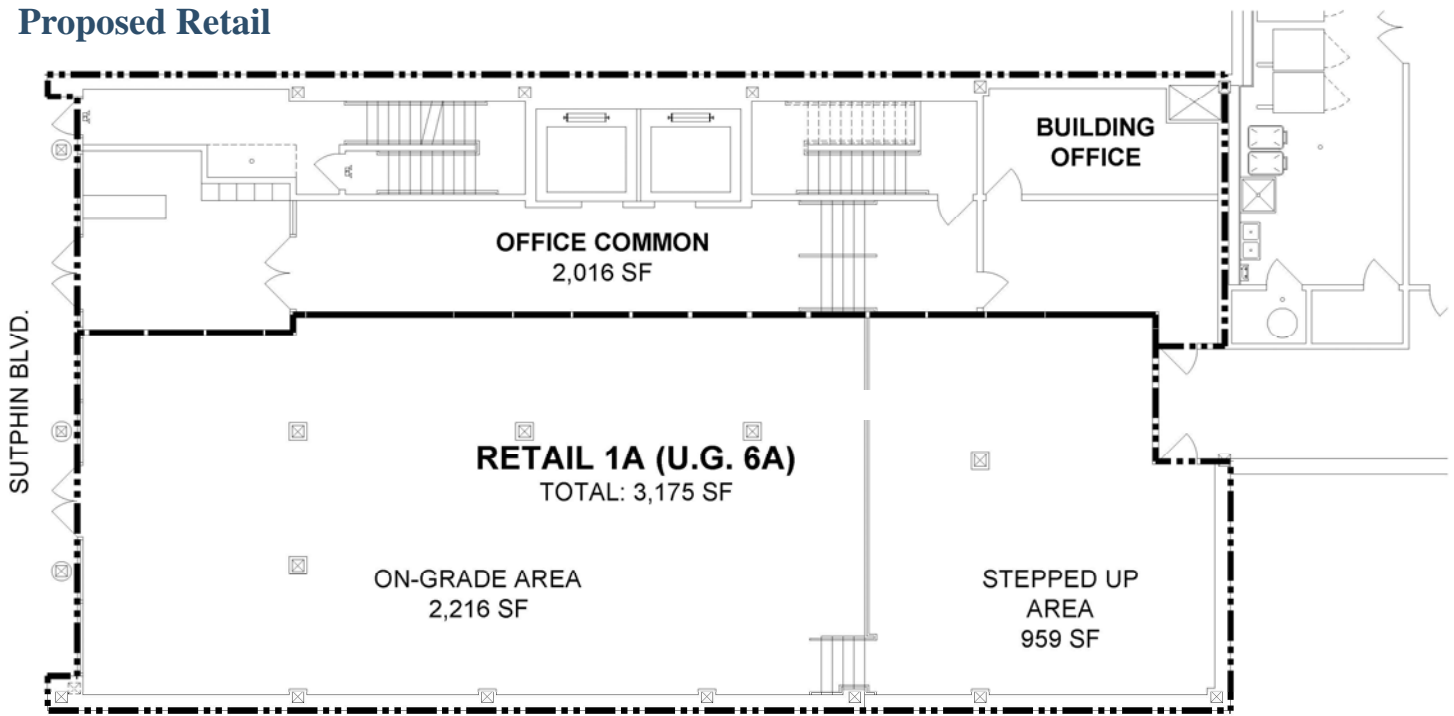 Proposed Retail
BUILDING
OFFICE
OFFICE COMMON
2,016 SF
SUTPHIN BLVD.
RETAIL 1A (U.G. 6A)
TOTAL: 3,175 SF
ON-GRADE AREA
2,216 SF
STEPPED UP
AREA
959 SF